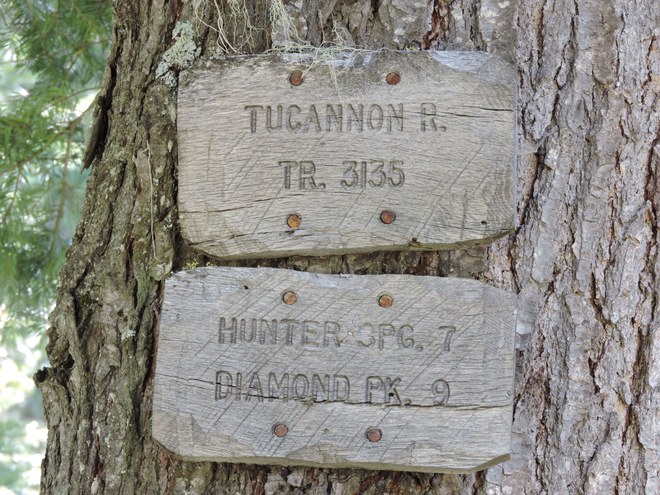 TUCANNON R.
TR. 3135
HUNTER SPG. 7
DIAMOND PK. 9